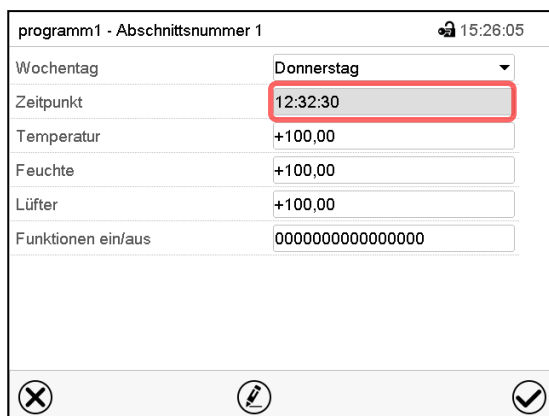 programm1 - Abschnittsnummer 1 15:26:05
Wochentag Donnerstag
Zeitpunkt 12:32:30
Temperatur +100,00
Feuchte +100,00
Lüfter +100,00
Funktionen ein/aus 0000000000000000